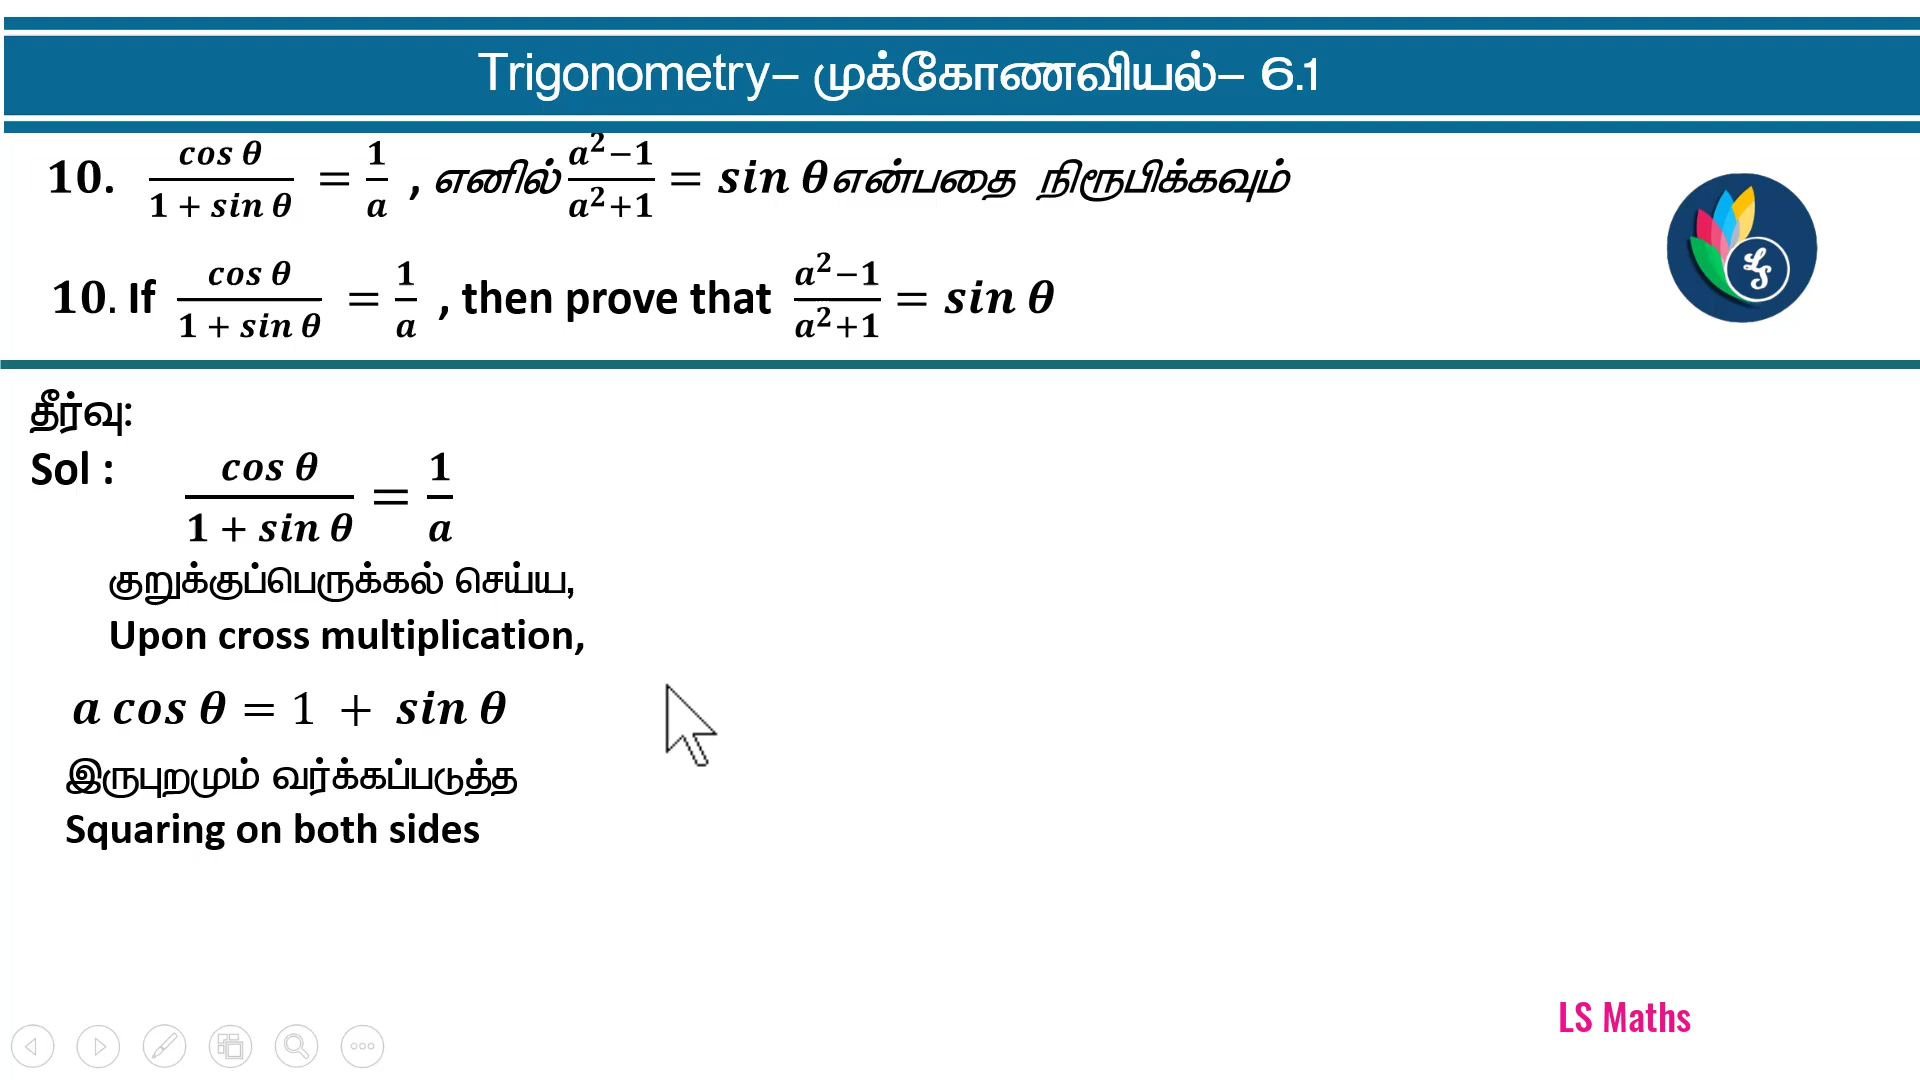 Trigonometry– முக்கோணவியல்– 6.1
10. cos θ / 1 + sin θ = 1/a , எனில் a²−1 / a²+1 = sin θ என்பதை நிரூபிக்கவும்
10. If cos θ / 1 + sin θ = 1/a , then prove that a²−1 / a²+1 = sin θ
LS
தீர்வு:
Sol :
cos θ / 1 + sin θ = 1/a
குறுக்குப்பெருக்கல் செய்ய,
Upon cross multiplication,
a cos θ = 1 + sin θ
இருபுறமும் வர்க்கப்படுத்த
Squaring on both sides
LS Maths